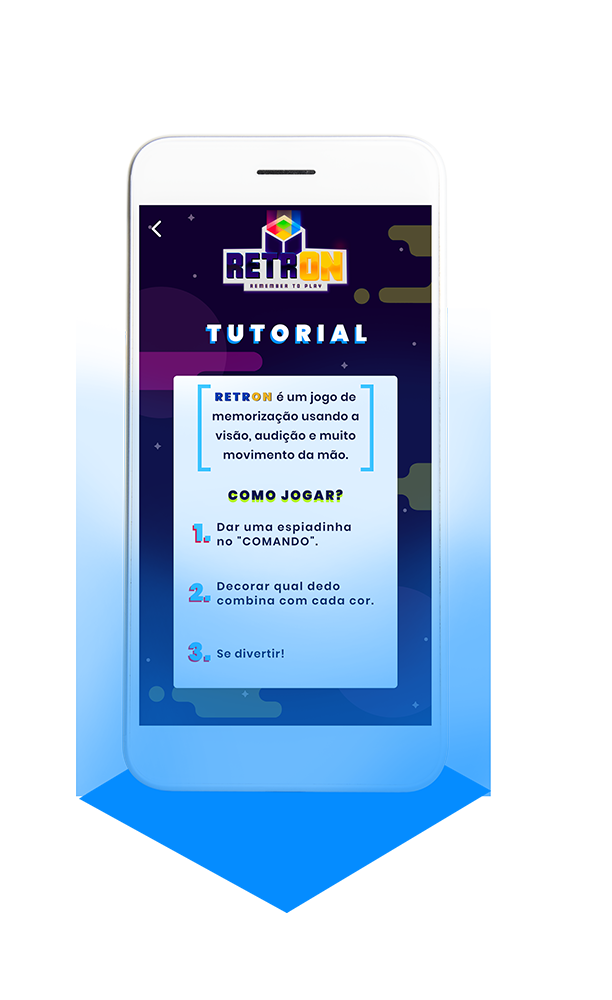 RETRON
REMEMBER TO PLAY
TUTORIAL
RETRON é um jogo de
memorização usando a
visão, audição e muito
movimento da mão.
COMO JOGAR?
1. Dar uma espiadinha
no "COMANDO".
2. Decorar qual dedo
combina com cada cor.
3. Se divertir!